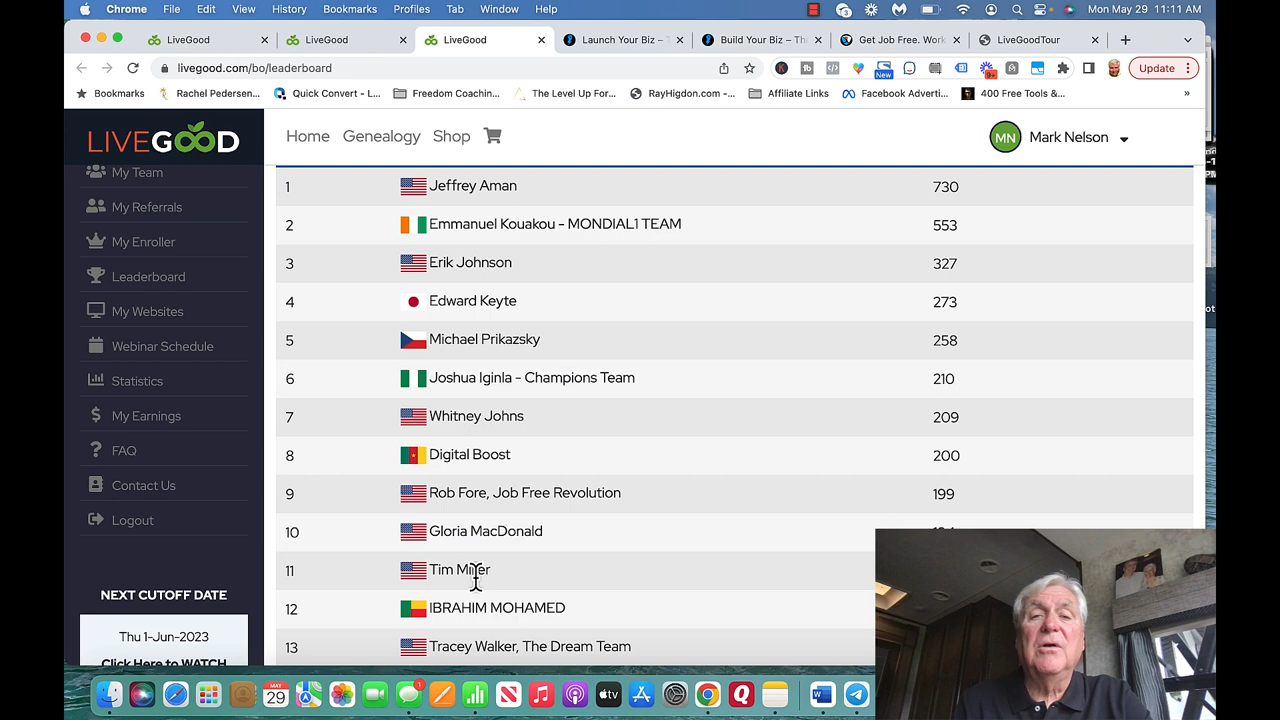 Chrome File Edit View History Bookmarks Profiles Tab Window Help 3 Mon May 29 11:11 AM
LiveGood LiveGood LiveGood Launch Your Biz – Build Your Biz – Th Get Job Free. Work LiveGoodTour
livegood.com/bo/leaderboard New 9+ Update
Bookmarks Rachel Pedersen... Quick Convert - L... Freedom Coachin... The Level Up For... RayHigdon.com -... Affiliate Links Facebook Adverti... 400 Free Tools &... »
LIVEGOOD Home Genealogy Shop MN Mark Nelson
My Team
My Referrals
My Enroller
Leaderboard
My Websites
Webinar Schedule
Statistics
My Earnings
FAQ
Contact Us
Logout
NEXT CUTOFF DATE
Thu 1-Jun-2023
Click Here to WATCH
1 Jeffrey Aman 730
2 Emmanuel Kouakou - MONDIAL1 TEAM 553
3 Erik Johnson 327
4 Edward Keyte 273
5 Michael Prikazsky 258
6 Joshua Iginla - Champions Team 210
7 Whitney Johns 209
8 Digital Boost 200
9 Rob Fore, Job Free Revolution 199
10 Gloria MacDonald
11 Tim
12 IBRAHIM MOHAMED
13 Tracey Walker, The Dream Team
MAY
29
1